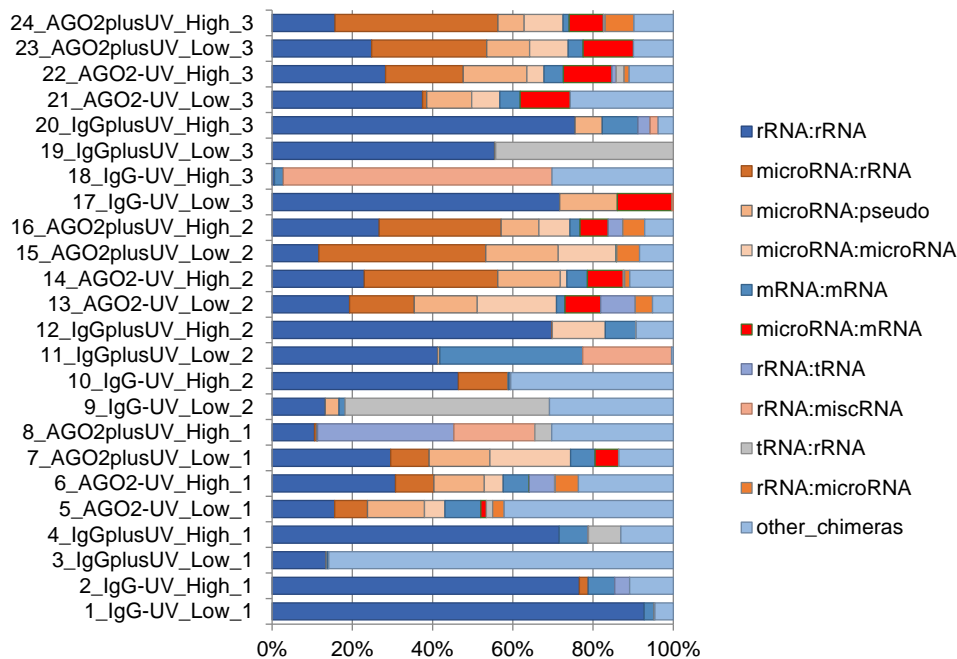 24_AGO2plusUV_High_3
23_AGO2plusUV_Low_3
22_AGO2-UV_High_3
21_AGO2-UV_Low_3
20_IgGplusUV_High_3
19_IgGplusUV_Low_3
18_IgG-UV_High_3
17_IgG-UV_Low_3
16_AGO2plusUV_High_2
15_AGO2plusUV_Low_2
14_AGO2-UV_High_2
13_AGO2-UV_Low_2
12_IgGplusUV_High_2
11_IgGplusUV_Low_2
10_IgG-UV_High_2
9_IgG-UV_Low_2
8_AGO2plusUV_High_1
7_AGO2plusUV_Low_1
6_AGO2-UV_High_1
5_AGO2-UV_Low_1
4_IgGplusUV_High_1
3_IgGplusUV_Low_1
2_IgG-UV_High_1
1_IgG-UV_Low_1
0% 20% 40% 60% 80% 100%
rRNA:rRNA
microRNA:rRNA
microRNA:pseudo
microRNA:microRNA
mRNA:mRNA
microRNA:mRNA
rRNA:tRNA
rRNA:miscRNA
tRNA:rRNA
rRNA:microRNA
other_chimeras